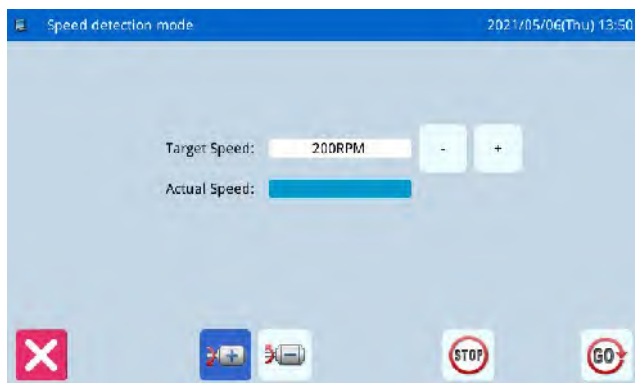 Speed detection mode 2021/05/06(Thu) 13:50
Target Speed: 200RPM - +
Actual Speed:
STOP GO